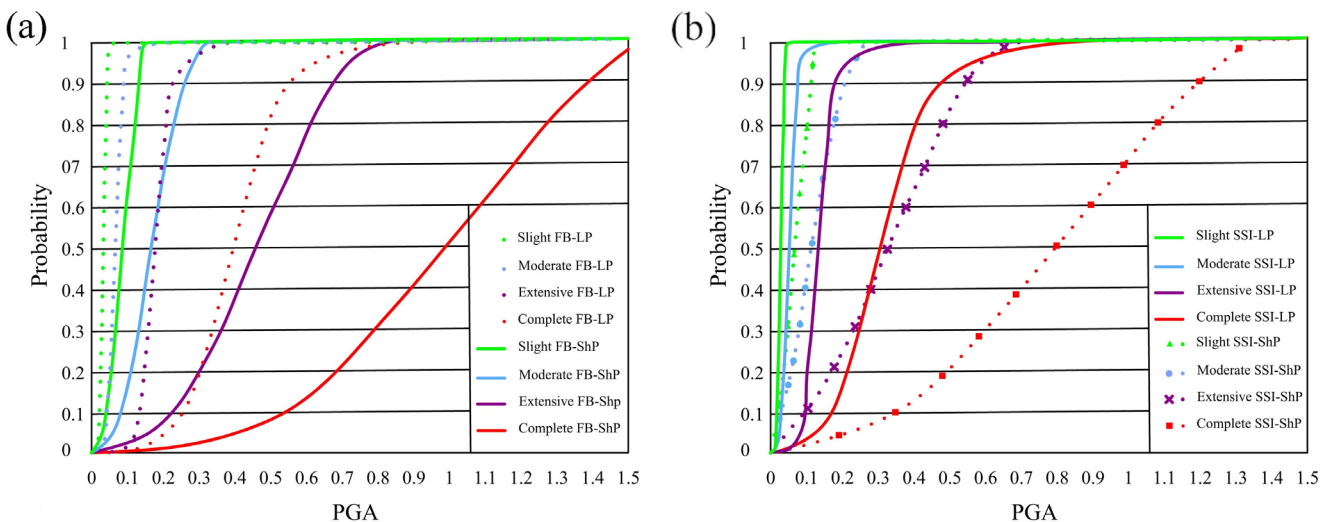 (a)
Probability
1
0.9
0.8
0.7
0.6
0.5
0.4
0.3
0.2
0.1
0
0 0.1 0.2 0.3 0.4 0.5 0.6 0.7 0.8 0.9 1 1.1 1.2 1.3 1.4 1.5
PGA
Slight FB-LP
Moderate FB-LP
Extensive FB-LP
Complete FB-LP
Slight FB-ShP
Moderate FB-ShP
Extensive FB-Shp
Complete FB-ShP
(b)
Probability
1
0.9
0.8
0.7
0.6
0.5
0.4
0.3
0.2
0.1
0
0 0.1 0.2 0.3 0.4 0.5 0.6 0.7 0.8 0.9 1 1.1 1.2 1.3 1.4 1.5
PGA
Slight SSI-LP
Moderate SSI-LP
Extensive SSI-LP
Complete SSI-LP
Slight SSI-ShP
Moderate SSI-ShP
Extensive SSI-ShP
Complete SSI-ShP